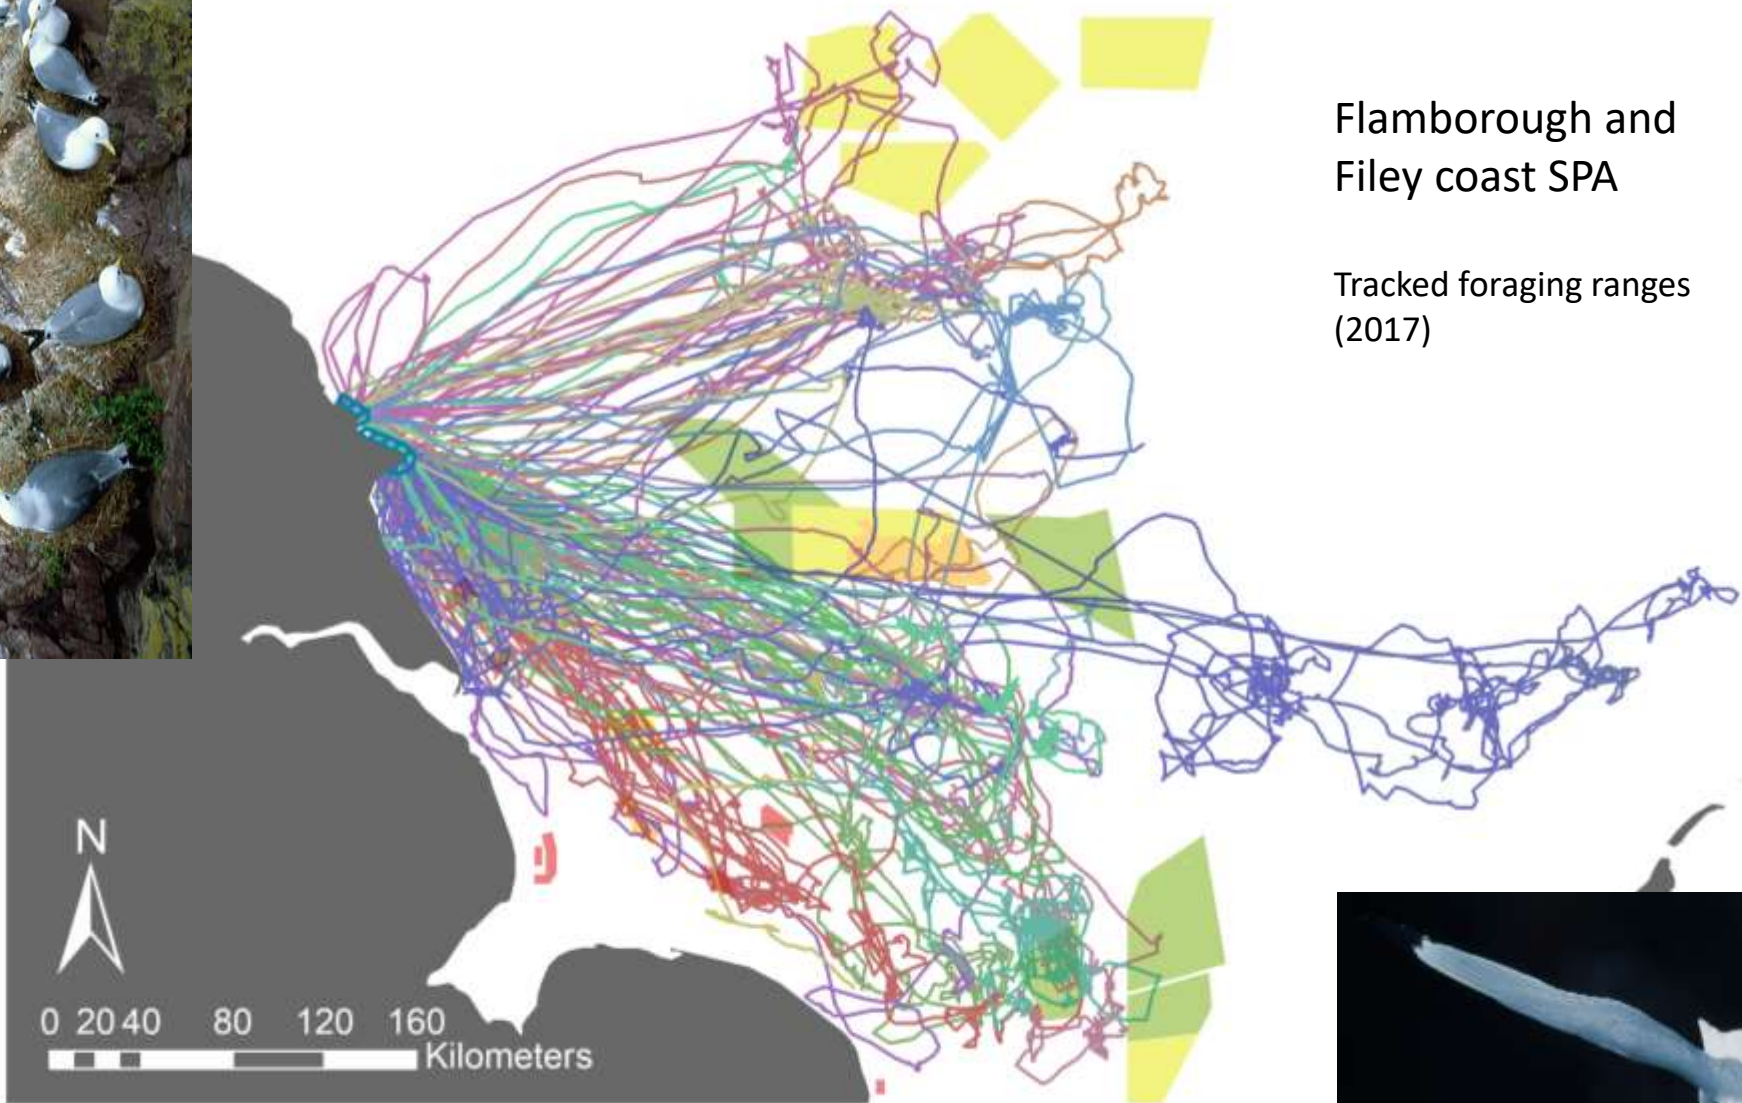 Flamborough and
Filey coast SPA
Tracked foraging ranges
(2017)
N
0 20 40 80 120 160
Kilometers